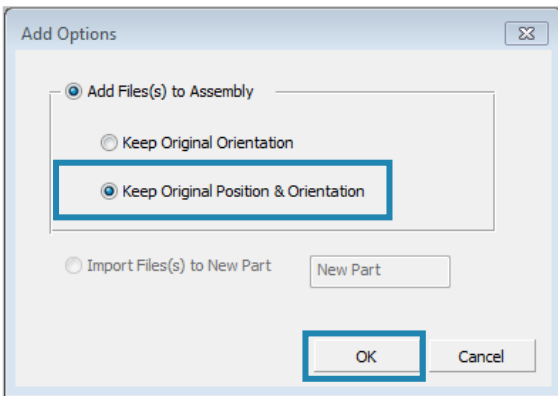 Add Options
Add Files(s) to Assembly
Keep Original Orientation
Keep Original Position & Orientation
Import Files(s) to New Part New Part
OK Cancel